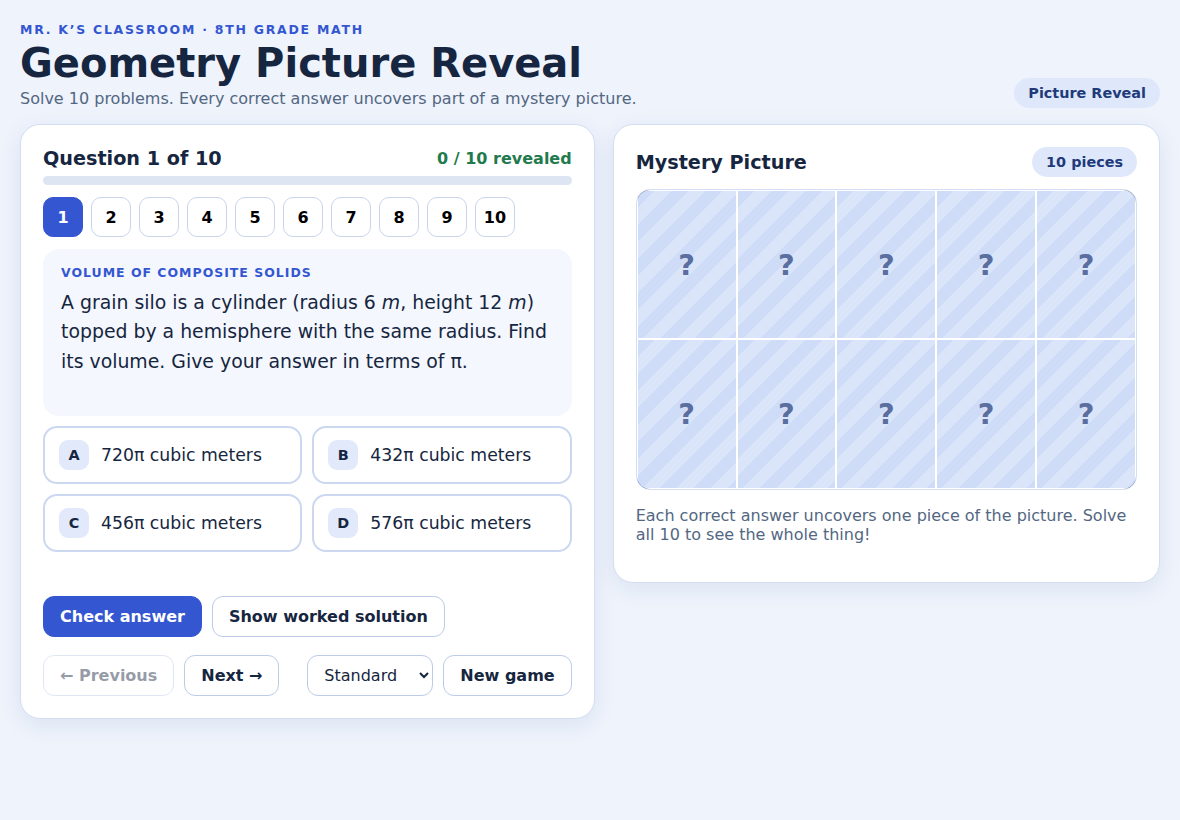 MR. K’S CLASSROOM · 8TH GRADE MATH
Geometry Picture Reveal
Solve 10 problems. Every correct answer uncovers part of a mystery picture.
Picture Reveal
Question 1 of 10
0 / 10 revealed
1 2 3 4 5 6 7 8 9 10
VOLUME OF COMPOSITE SOLIDS
A grain silo is a cylinder (radius 6 m, height 12 m)
topped by a hemisphere with the same radius. Find
its volume. Give your answer in terms of π.
A 720π cubic meters
B 432π cubic meters
C 456π cubic meters
D 576π cubic meters
Check answer
Show worked solution
← Previous
Next →
Standard
New game
Mystery Picture
10 pieces
? ? ? ? ?
? ? ? ? ?
Each correct answer uncovers one piece of the picture. Solve
all 10 to see the whole thing!